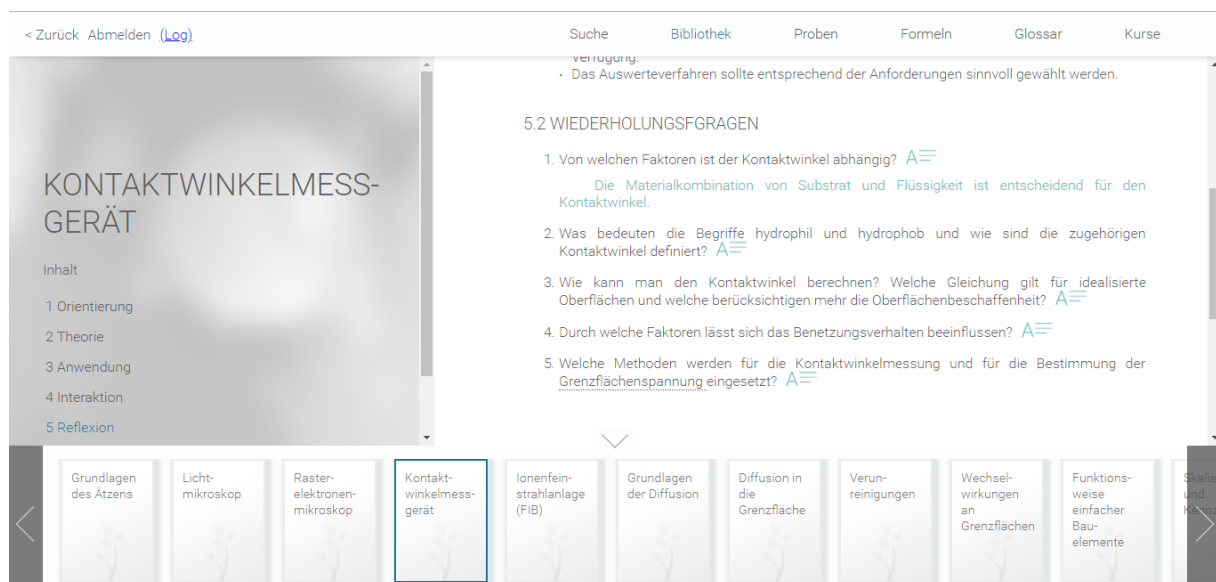 < Zurück Abmelden (Log)
Suche Bibliothek Proben Formeln Glossar Kurse
KONTAKTWINKELMESS-
GERÄT
Inhalt
1 Orientierung
2 Theorie
3 Anwendung
4 Interaktion
5 Reflexion
Verfügung.
• Das Auswerteverfahren sollte entsprechend der Anforderungen sinnvoll gewählt werden.
5.2 WIEDERHOLUNGSFGRAGEN
1. Von welchen Faktoren ist der Kontaktwinkel abhängig? A
Die Materialkombination von Substrat und Flüssigkeit ist entscheidend für den
Kontaktwinkel.
2. Was bedeuten die Begriffe hydrophil und hydrophob und wie sind die zugehörigen
Kontaktwinkel definiert? A
3. Wie kann man den Kontaktwinkel berechnen? Welche Gleichung gilt für idealisierte
Oberflächen und welche berücksichtigen mehr die Oberflächenbeschaffenheit? A
4. Durch welche Faktoren lässt sich das Benetzungsverhalten beeinflussen? A
5. Welche Methoden werden für die Kontaktwinkelmessung und für die Bestimmung der
Grenzflächenspannung eingesetzt? A
Grundlagen
des Ätzens
Licht-
mikroskop
Raster-
elektronen-
mikroskop
Kontakt-
winkelmess-
gerät
Ionenfein-
strahlanlage
(FIB)
Grundlagen
der Diffusion
Diffusion in
die
Grenzfläche
Verun-
reinigungen
Wechsel-
wirkungen
an
Grenzflächen
Funktions-
weise
einfacher
Bau-
elemente
und